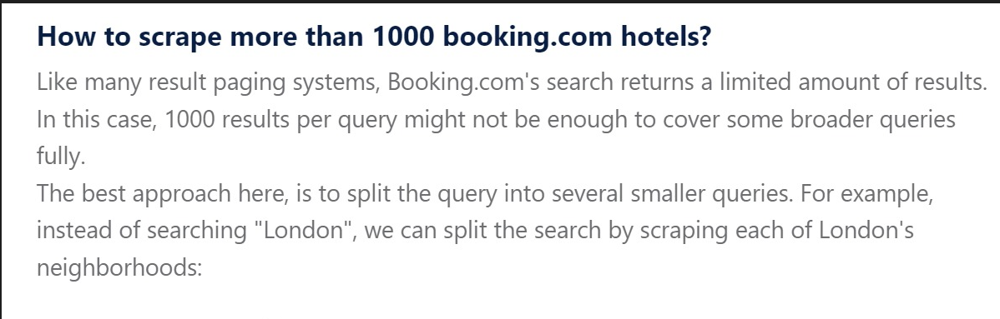 How to scrape more than 1000 booking.com hotels?
Like many result paging systems, Booking.com's search returns a limited amount of results.
In this case, 1000 results per query might not be enough to cover some broader queries
fully.
The best approach here, is to split the query into several smaller queries. For example,
instead of searching "London", we can split the search by scraping each of London's
neighborhoods: